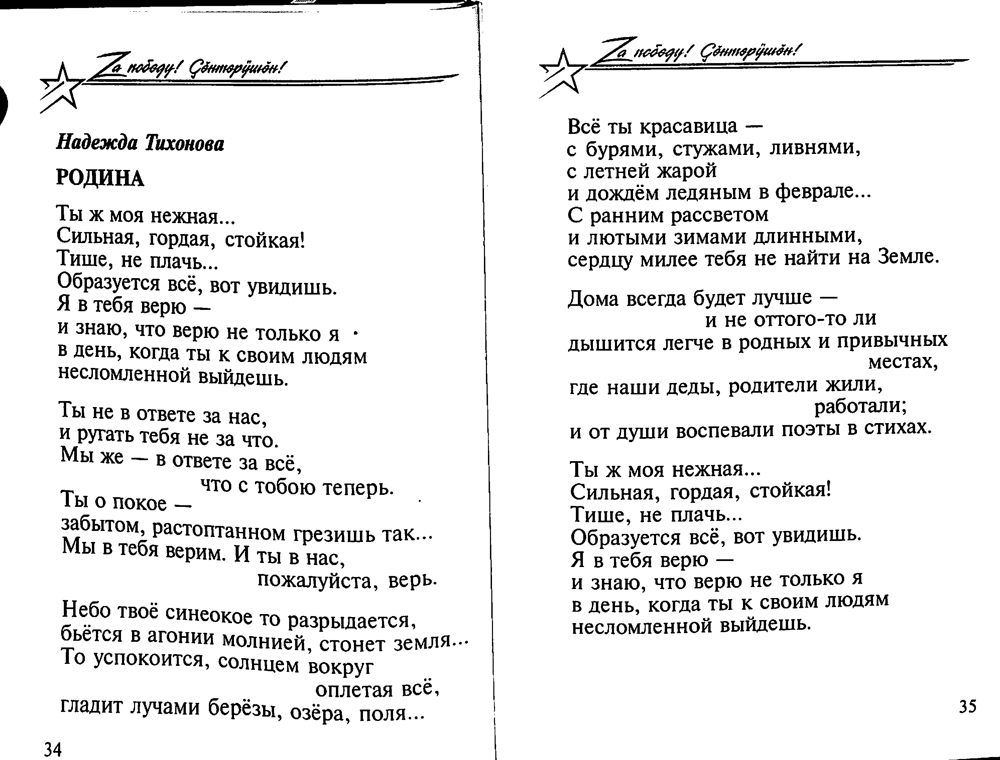 Zа победу! Ҫӗнтерӳшӗн!
Надежда Тихонова
РОДИНА
Ты ж моя нежная...
Сильная, гордая, стойкая!
Тише, не плачь...
Образуется всё, вот увидишь.
Я в тебя верю —
и знаю, что верю не только я
в день, когда ты к своим людям
несломленной выйдешь.
Ты не в ответе за нас,
и ругать тебя не за что.
Мы же — в ответе за всё,
что с тобою теперь.
Ты о покое —
забытом, растоптанном грезишь так...
Мы в тебя верим. И ты в нас,
пожалуйста, верь.
Небо твоё синеокое то разрыдается,
бьётся в агонии молнией, стонет земля...
То успокоится, солнцем вокруг
оплетая всё,
гладит лучами берёзы, озёра, поля...
34
Zа победу! Ҫӗнтерӳшӗн!
Всё ты красавица —
с бурями, стужами, ливнями,
с летней жарой
и дождём ледяным в феврале...
С ранним рассветом
и лютыми зимами длинными,
сердцу милее тебя не найти на Земле.
Дома всегда будет лучше —
и не оттого-то ли
дышится легче в родных и привычных
местах,
где наши деды, родители жили,
работали;
и от души воспевали поэты в стихах.
Ты ж моя нежная...
Сильная, гордая, стойкая!
Тише, не плачь...
Образуется всё, вот увидишь.
Я в тебя верю —
и знаю, что верю не только я
в день, когда ты к своим людям
несломленной выйдешь.
35